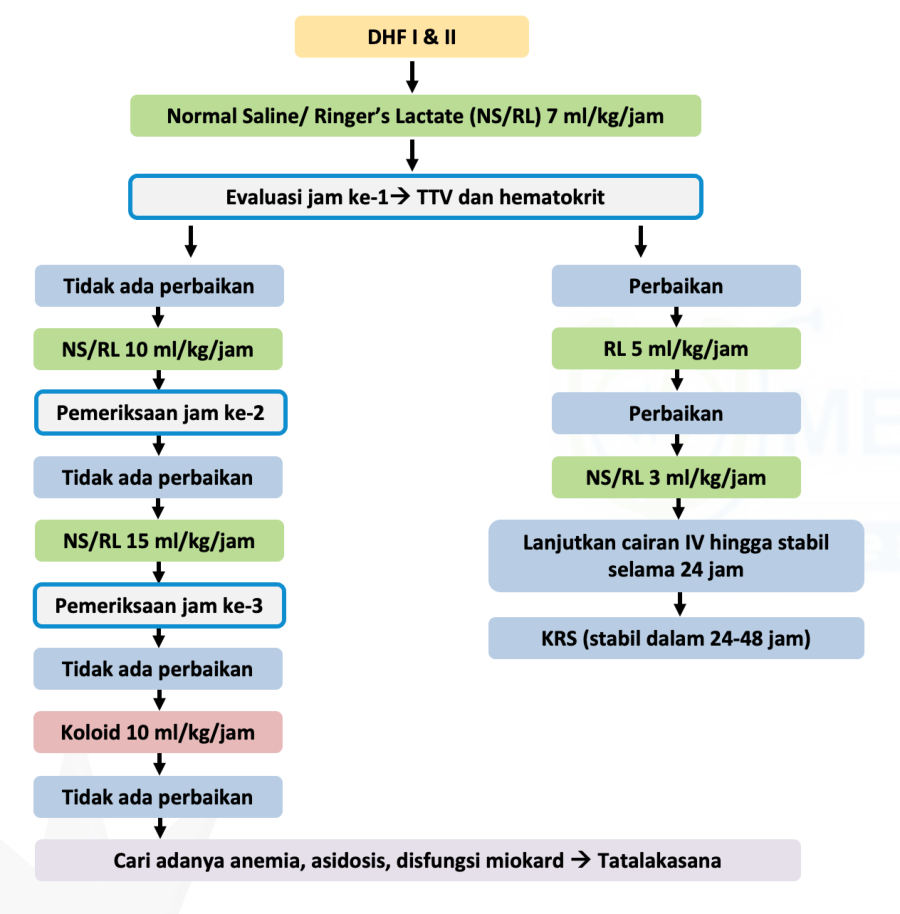 DHF I & II
Normal Saline/ Ringer's Lactate (NS/RL) 7 ml/kg/jam
Evaluasi jam ke-1→ TTV dan hematokrit
Tidak ada perbaikan
NS/RL 10 ml/kg/jam
Pemeriksaan jam ke-2
Tidak ada perbaikan
NS/RL 15 ml/kg/jam
Pemeriksaan jam ke-3
Tidak ada perbaikan
Koloid 10 ml/kg/jam
Tidak ada perbaikan
Perbaikan
RL 5 ml/kg/jam
Perbaikan
NS/RL 3 ml/kg/jam
Lanjutkan cairan IV hingga stabil
selama 24 jam
KRS (stabil dalam 24-48 jam)
Cari adanya anemia, asidosis, disfungsi miokard → Tatalakasana